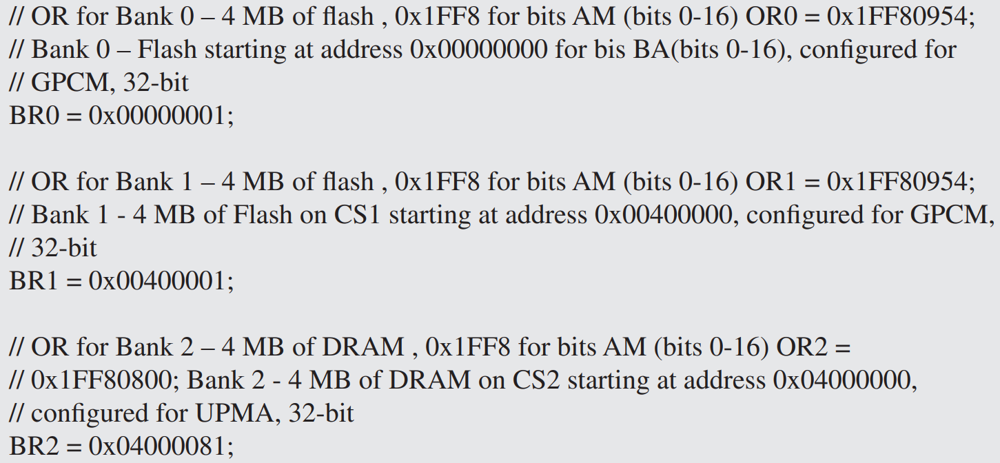 // OR for Bank 0 – 4 MB of flash , 0x1FF8 for bits AM (bits 0-16) OR0 = 0x1FF80954;
// Bank 0 – Flash starting at address 0x00000000 for bis BA(bits 0-16), configured for
// GPCM, 32-bit
BR0 = 0x00000001;
// OR for Bank 1 – 4 MB of flash , 0x1FF8 for bits AM (bits 0-16) OR1 = 0x1FF80954;
// Bank 1 - 4 MB of Flash on CS1 starting at address 0x00400000, configured for GPCM,
// 32-bit
BR1 = 0x00400001;
// OR for Bank 2 – 4 MB of DRAM , 0x1FF8 for bits AM (bits 0-16) OR2 =
// 0x1FF80800; Bank 2 - 4 MB of DRAM on CS2 starting at address 0x04000000,
// configured for UPMA, 32-bit
BR2 = 0x04000081;